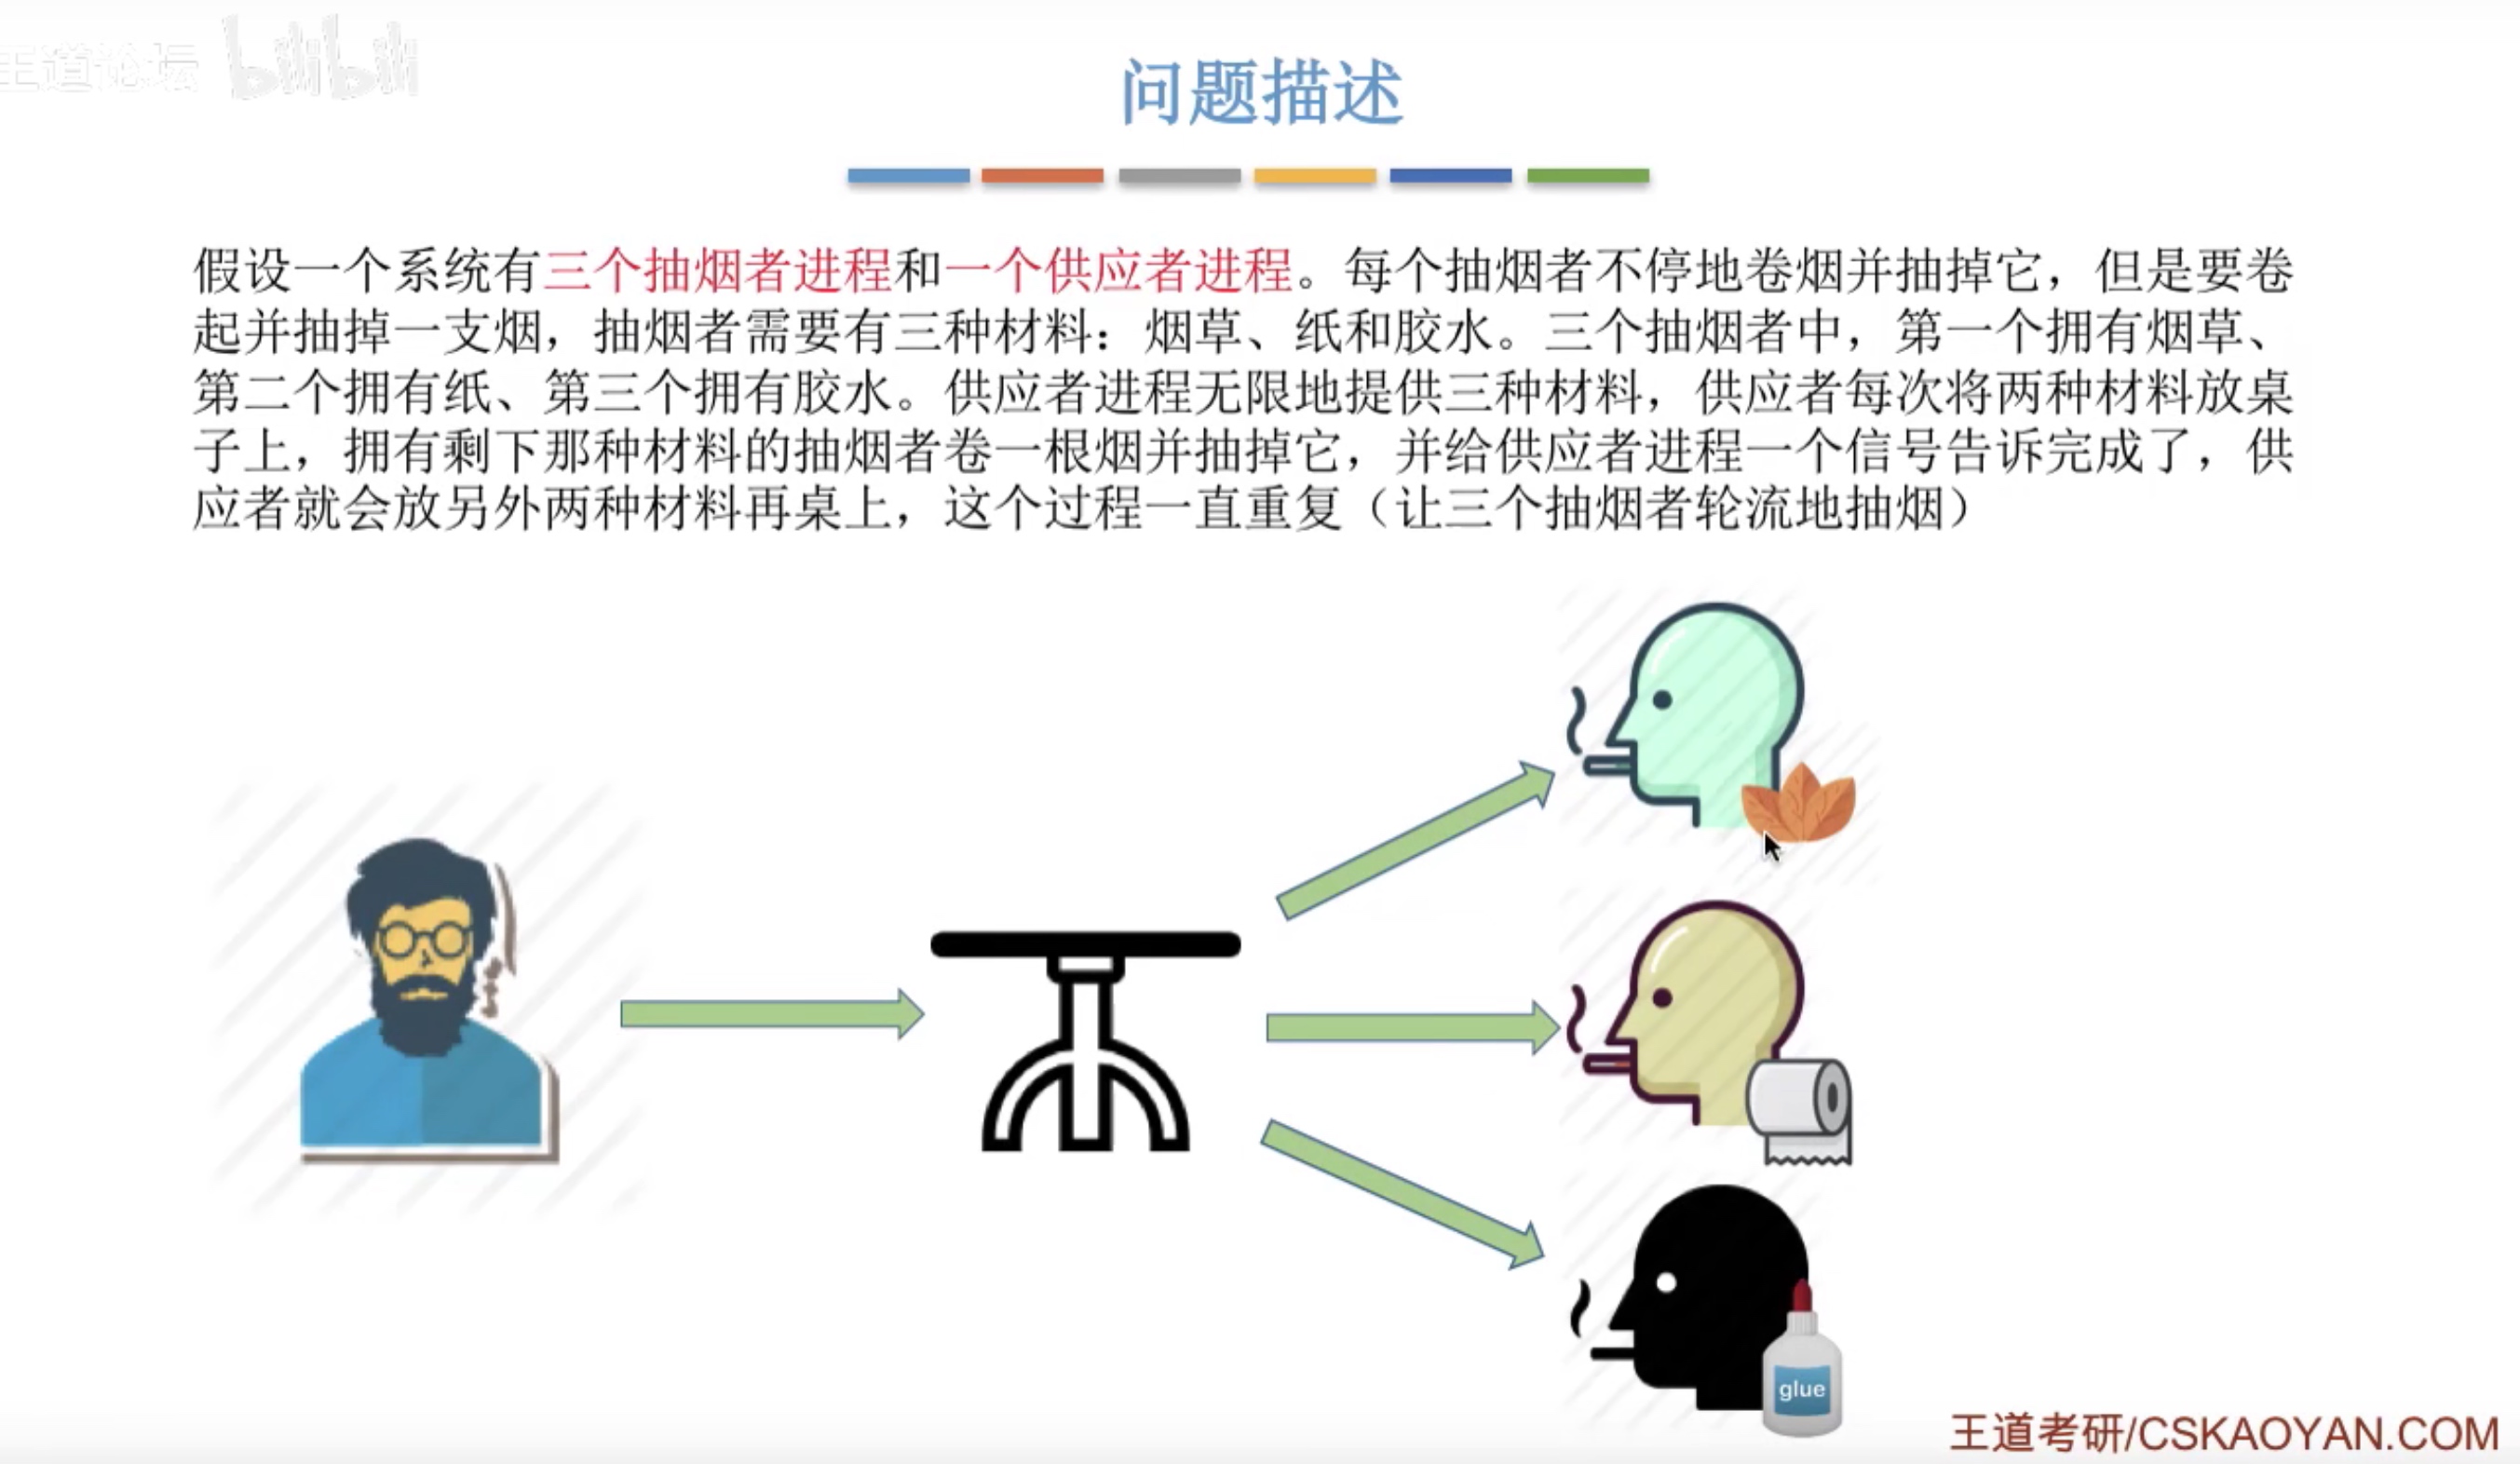 王道论坛 bilibili
问题描述
假设一个系统有三个抽烟者进程和一个供应者进程。每个抽烟者不停地卷烟并抽掉它，但是要卷
起并抽掉一支烟，抽烟者需要有三种材料：烟草、纸和胶水。三个抽烟者中，第一个拥有烟草、
第二个拥有纸、第三个拥有胶水。供应者进程无限地提供三种材料，供应者每次将两种材料放桌
子上，拥有剩下那种材料的抽烟者卷一根烟并抽掉它，并给供应者进程一个信号告诉完成了，供
应者就会放另外两种材料再桌上，这个过程一直重复（让三个抽烟者轮流地抽烟）
glue
王道考研/CSKAOYAN.COM